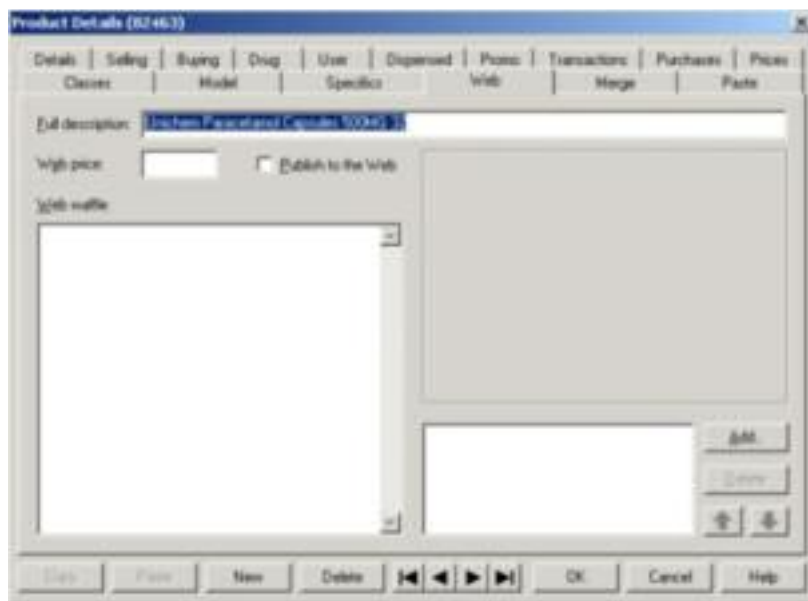 Product Details (82463)
Details Selling Buying Drug User Dispensed Promo Transactions Purchases Prices
Classes Model Specifics Web Merge Paste
Full description: Unichem Paracetamol Capsules 500MG 32
Web price:
Publish to the Web
Web waffle
Add...
Delete
Copy Paste New Delete OK Cancel Help